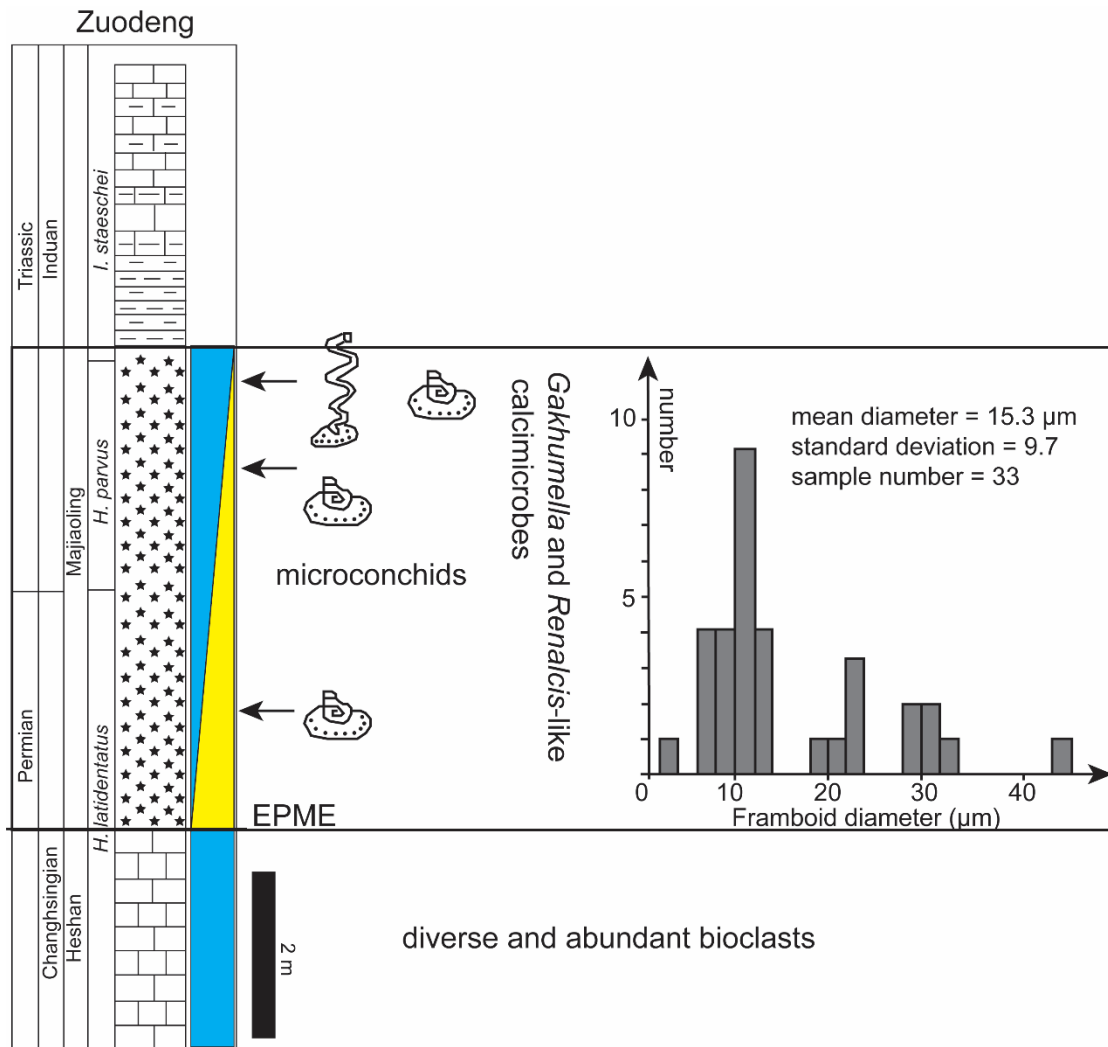 Zuodeng
Triassic
Induan
I. staeschei
Permian
Majiaoling
H. parvus
H. latidentatus
Changhsingian
Heshan
microconchids
EPME
2 m
Gakhumella and Renalcis-like
calcimicrobes
number
10
5
mean diameter = 15.3 µm
standard deviation = 9.7
sample number = 33
0 10 20 30 40
Framboid diameter (µm)
diverse and abundant bioclasts